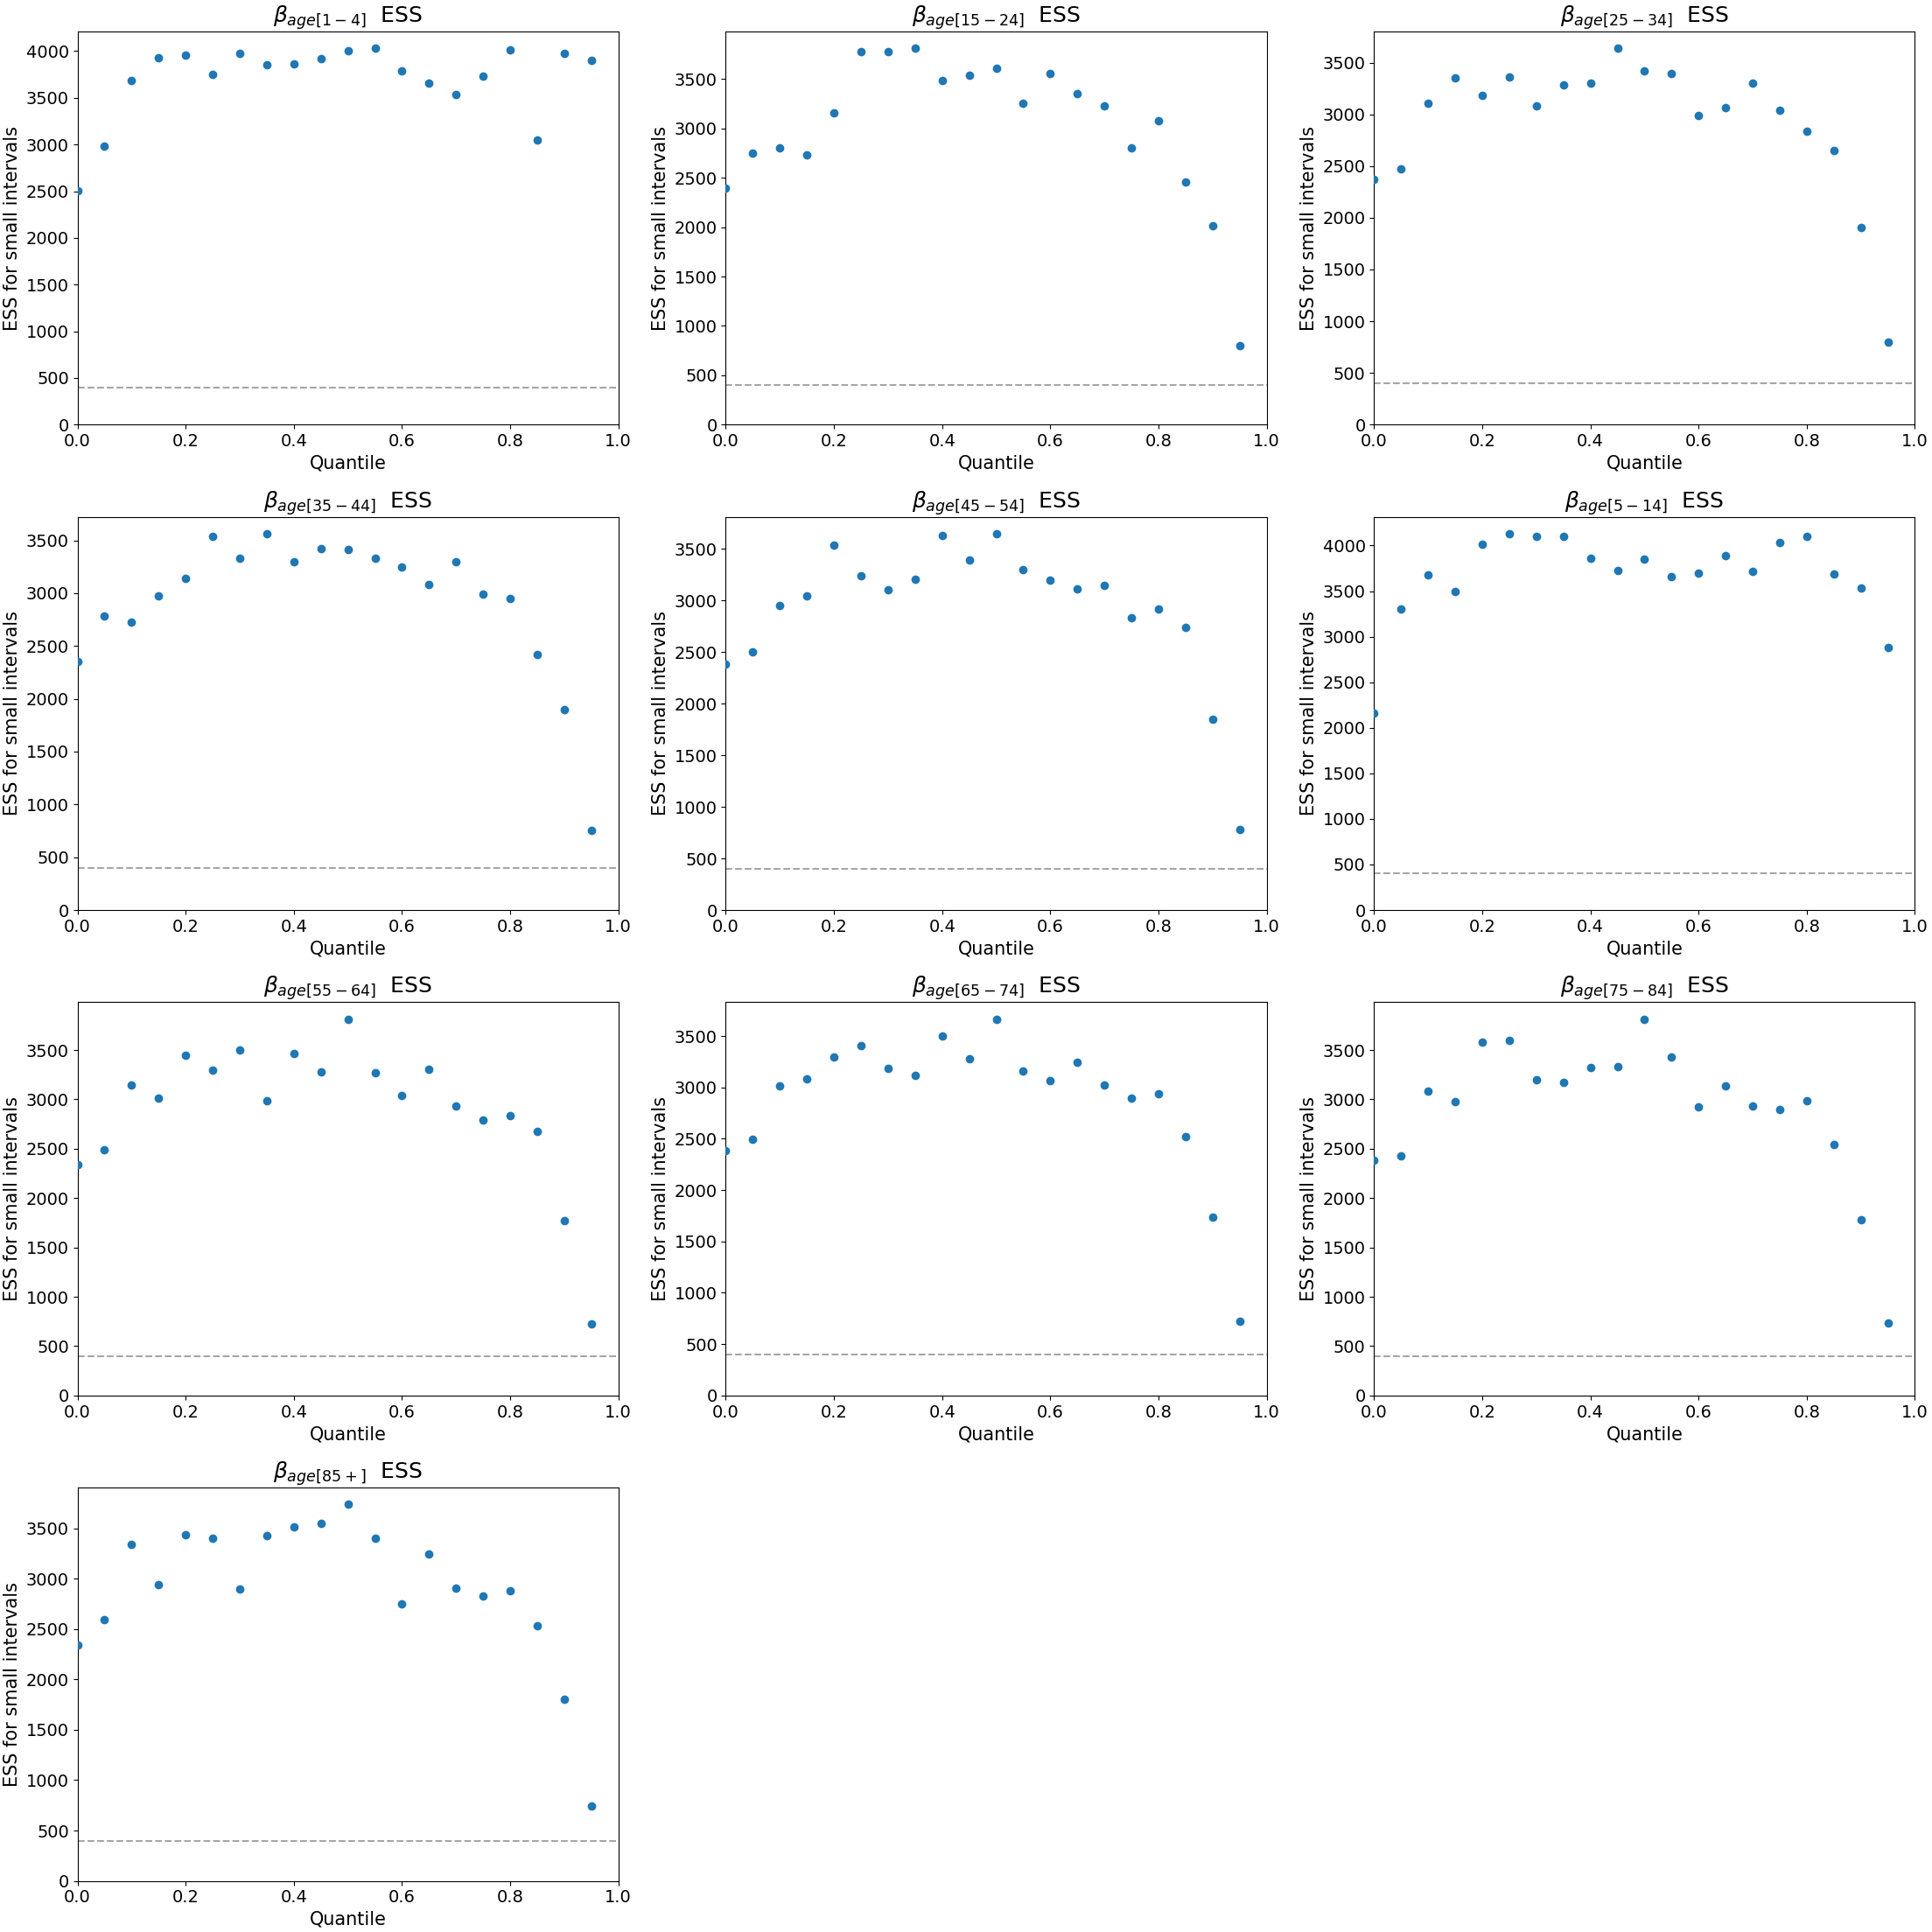 β_age[1 − 4] ESS
4000
3500
3000
2500
2000
1500
1000
500
0
ESS for small intervals
0.0 0.2 0.4 0.6 0.8 1.0
Quantile
β_age[15 − 24] ESS
3500
3000
2500
2000
1500
1000
500
0
ESS for small intervals
0.0 0.2 0.4 0.6 0.8 1.0
Quantile
β_age[25 − 34] ESS
3500
3000
2500
2000
1500
1000
500
0
ESS for small intervals
0.0 0.2 0.4 0.6 0.8 1.0
Quantile
β_age[35 − 44] ESS
3500
3000
2500
2000
1500
1000
500
0
ESS for small intervals
0.0 0.2 0.4 0.6 0.8 1.0
Quantile
β_age[45 − 54] ESS
3500
3000
2500
2000
1500
1000
500
0
ESS for small intervals
0.0 0.2 0.4 0.6 0.8 1.0
Quantile
β_age[5 − 14] ESS
4000
3500
3000
2500
2000
1500
1000
500
0
ESS for small intervals
0.0 0.2 0.4 0.6 0.8 1.0
Quantile
β_age[55 − 64] ESS
3500
3000
2500
2000
1500
1000
500
0
ESS for small intervals
0.0 0.2 0.4 0.6 0.8 1.0
Quantile
β_age[65 − 74] ESS
3500
3000
2500
2000
1500
1000
500
0
ESS for small intervals
0.0 0.2 0.4 0.6 0.8 1.0
Quantile
β_age[75 − 84] ESS
3500
3000
2500
2000
1500
1000
500
0
ESS for small intervals
0.0 0.2 0.4 0.6 0.8 1.0
Quantile
β_age[85 +] ESS
3500
3000
2500
2000
1500
1000
500
0
ESS for small intervals
0.0 0.2 0.4 0.6 0.8 1.0
Quantile